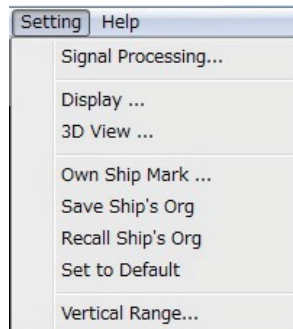 Setting Help
Signal Processing...
Display ...
3D View ...
Own Ship Mark ...
Save Ship's Org
Recall Ship's Org
Set to Default
Vertical Range...